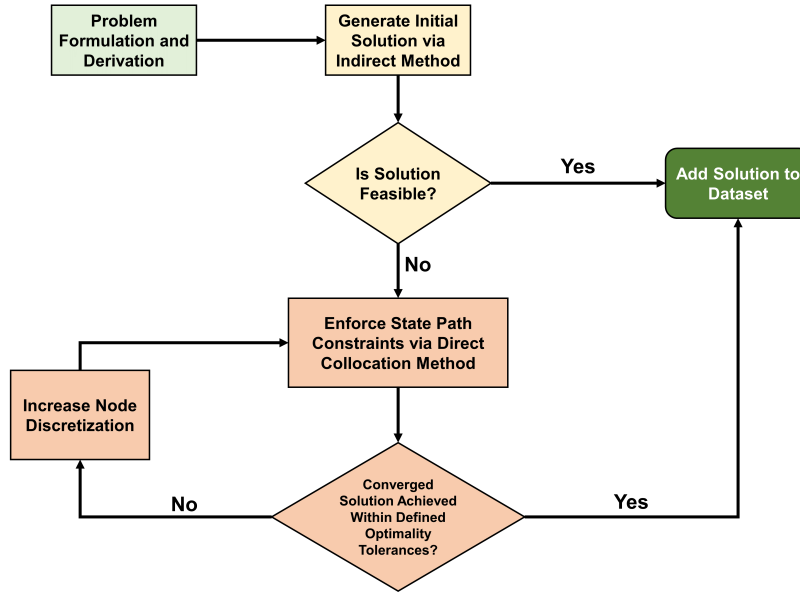 Problem
Formulation and
Derivation
Generate Initial
Solution via
Indirect Method
Is Solution
Feasible?
Yes
Add Solution to
Dataset
No
Enforce State Path
Constraints via Direct
Collocation Method
Increase Node
Discretization
Converged
Solution Achieved
Within Defined
Optimality
Tolerances?
No
Yes